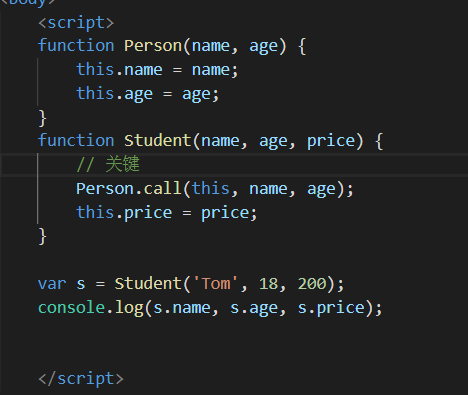 <body>
<script>
function Person(name, age) {
this.name = name;
this.age = age;
}
function Student(name, age, price) {
// 关键
Person.call(this, name, age);
this.price = price;
}
var s = Student('Tom', 18, 200);
console.log(s.name, s.age, s.price);
</script>